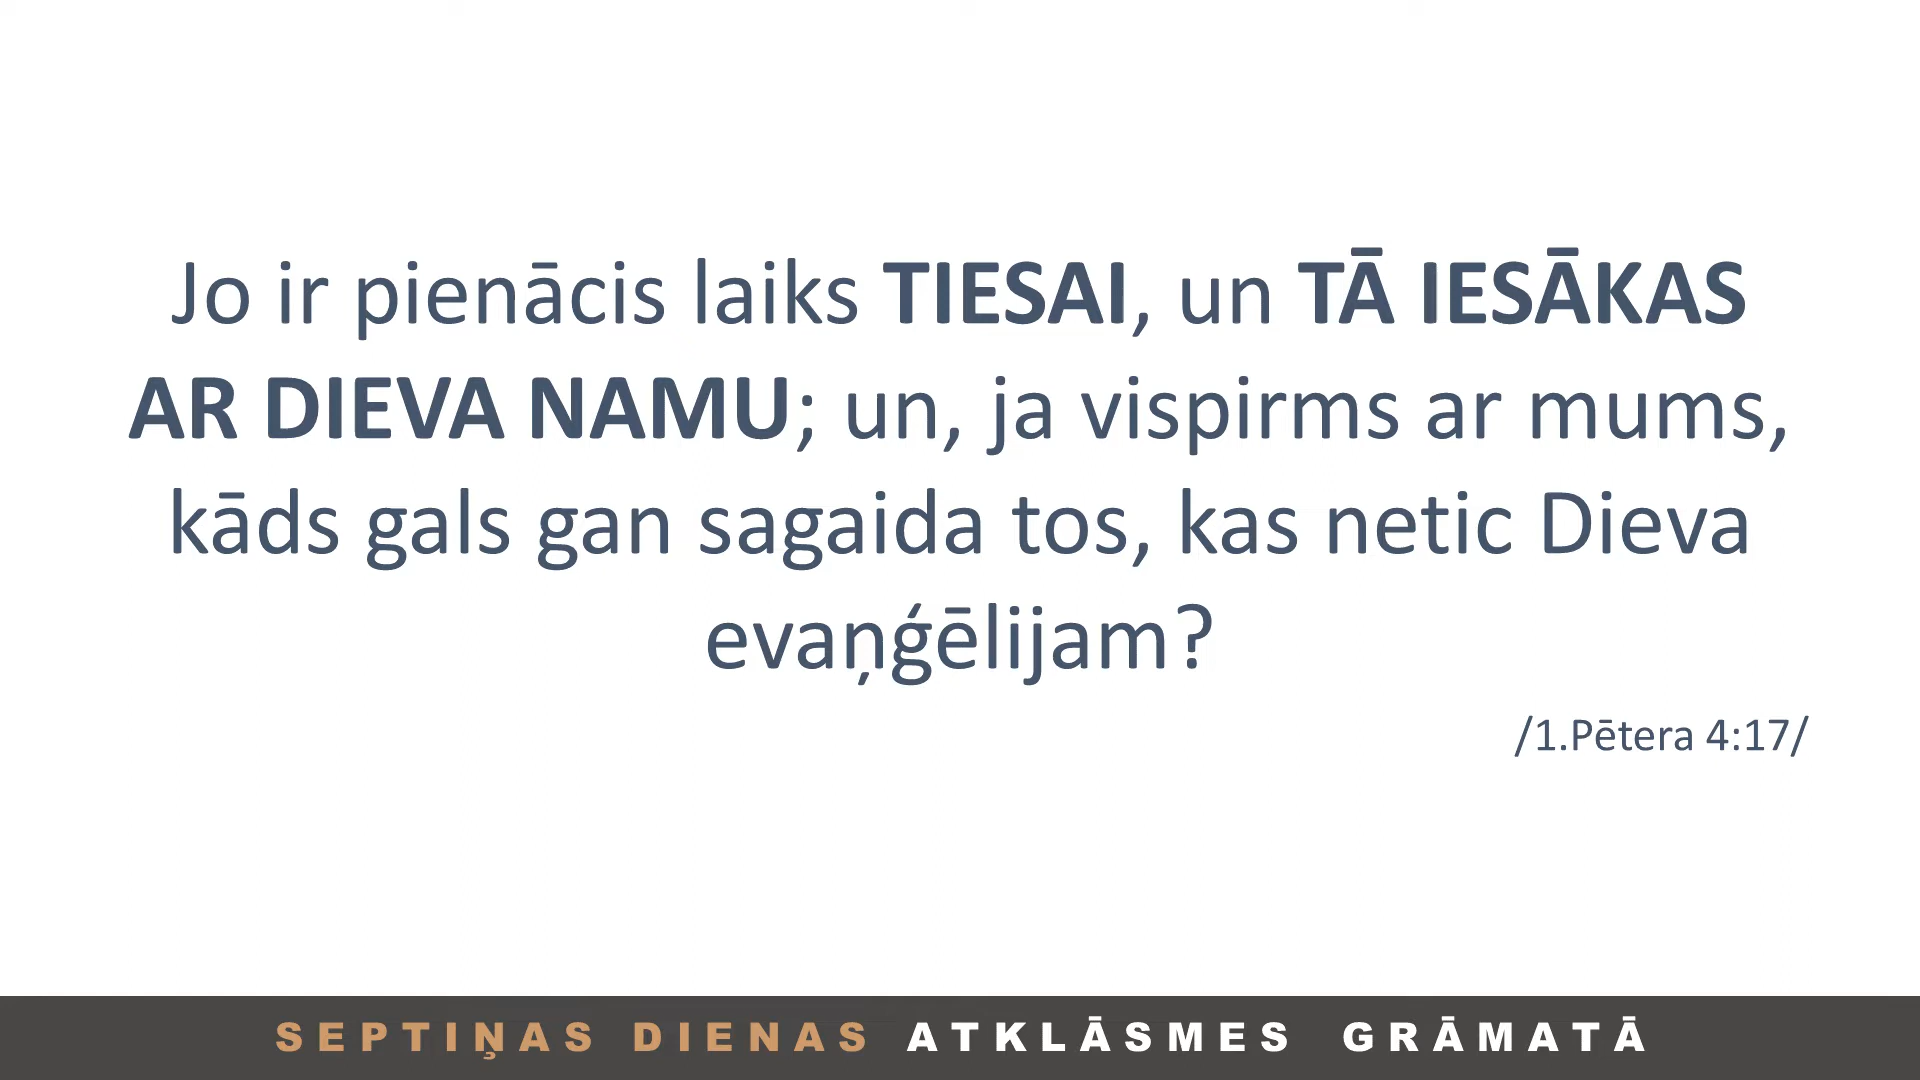 Jo ir pienācis laiks TIESAI, un TĀ IESĀKAS
AR DIEVA NAMU; un, ja vispirms ar mums,
kāds gals gan sagaida tos, kas netic Dieva
evaņģēlijam?
/1.Pētera 4:17/
SEPTIŅAS DIENAS ATKLĀSMES GRĀMATĀ